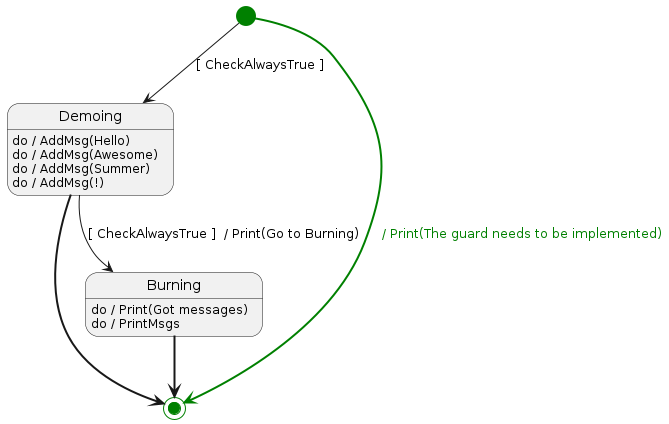 [ CheckAlwaysTrue ]
Demoing
do / AddMsg(Hello)
do / AddMsg(Awesome)
do / AddMsg(Summer)
do / AddMsg(!)
[ CheckAlwaysTrue ]  / Print(Go to Burning)
/ Print(The guard needs to be implemented)
Burning
do / Print(Got messages)
do / PrintMsgs